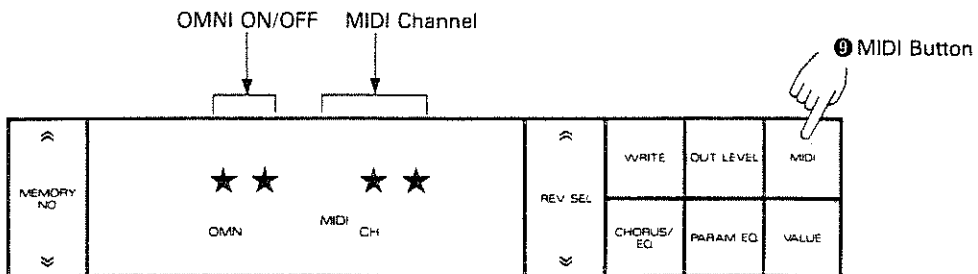 OMNI ON/OFF MIDI Channel
❾ MIDI Button
MEMORY
NO
★ ★ ★ ★
OMN
MIDI CH
REV SEL
WRITE OUT LEVEL MIDI
CHORUS/
EQ
PARAM EQ
VALUE